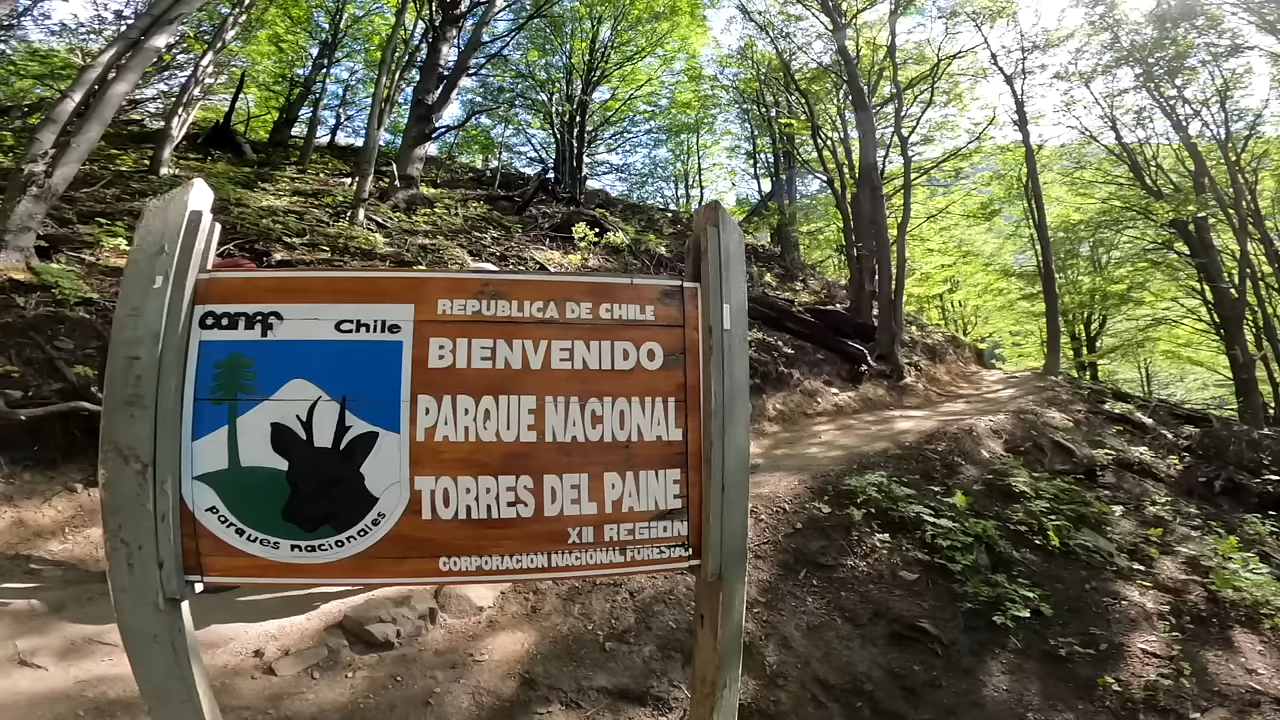 conaf Chile
parques nacionales
REPUBLICA DE CHILE
BIENVENIDO
PARQUE NACIONAL
TORRES DEL PAINE
XII REGION
CORPORACION NACIONAL FORESTAL